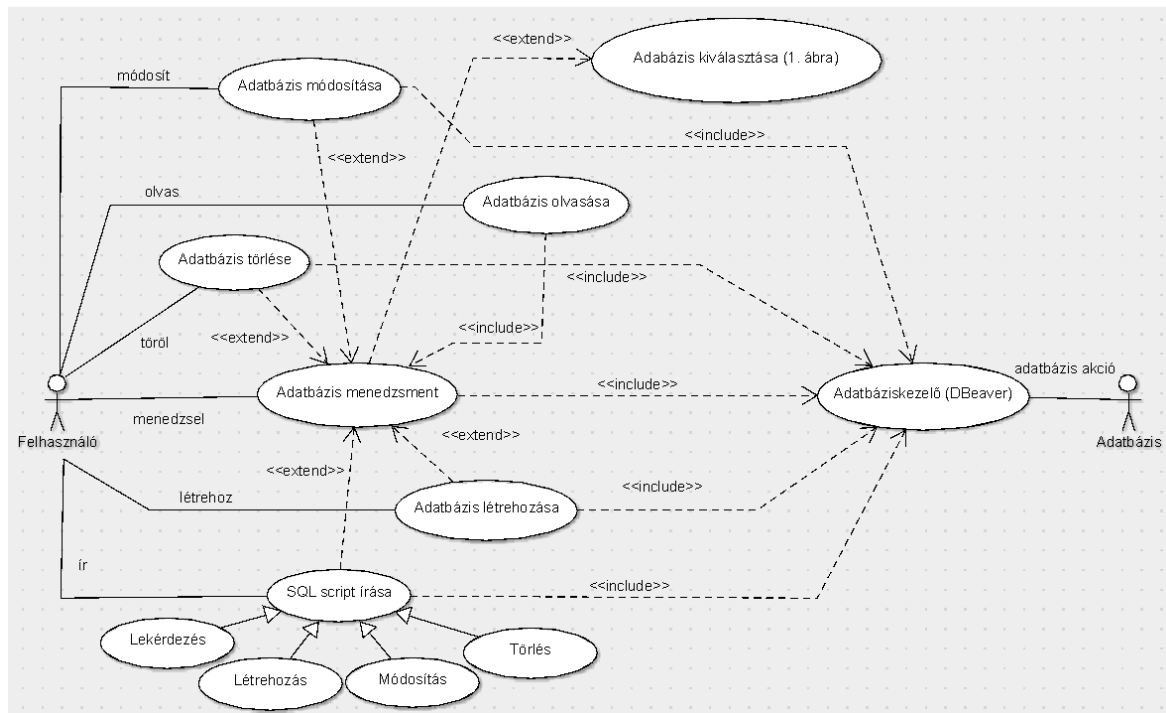 <<extend>>
Adabázis kiválasztása (1. ábra)
módosít
Adatbázis módosítása
<<include>>
<<extend>>
olvas
Adatbázis olvasása
Adatbázis törlése
<<include>>
<<extend>>
<<include>>
töröl
Adatbázis menedzsment
<<include>>
Adatbáziskezelő (DBeaver)
adatbázis akció
menedzsel
Felhasználó
Adatbázis
<<extend>>
<<extend>>
létrehoz
Adatbázis létrehozása
<<include>>
ír
SQL script írása
<<include>>
Lekérdezés
Törlés
Létrehozás
Módosítás